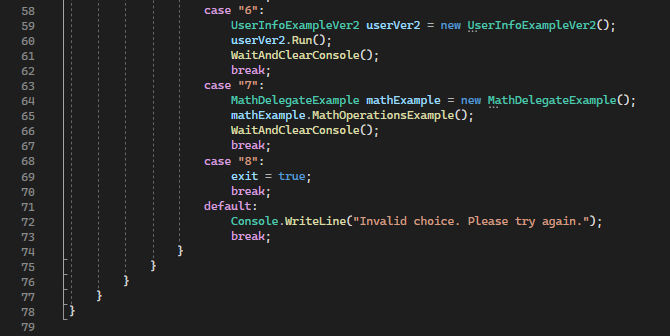 58 case "6":
59 UserInfoExampleVer2 userVer2 = new UserInfoExampleVer2();
60 userVer2.Run();
61 WaitAndClearConsole();
62 break;
63 case "7":
64 MathDelegateExample mathExample = new MathDelegateExample();
65 mathExample.MathOperationsExample();
66 WaitAndClearConsole();
67 break;
68 case "8":
69 exit = true;
70 break;
71 default:
72 Console.WriteLine("Invalid choice. Please try again.");
73 break;
74 }
75 }
76 }
77 }
78 }
79